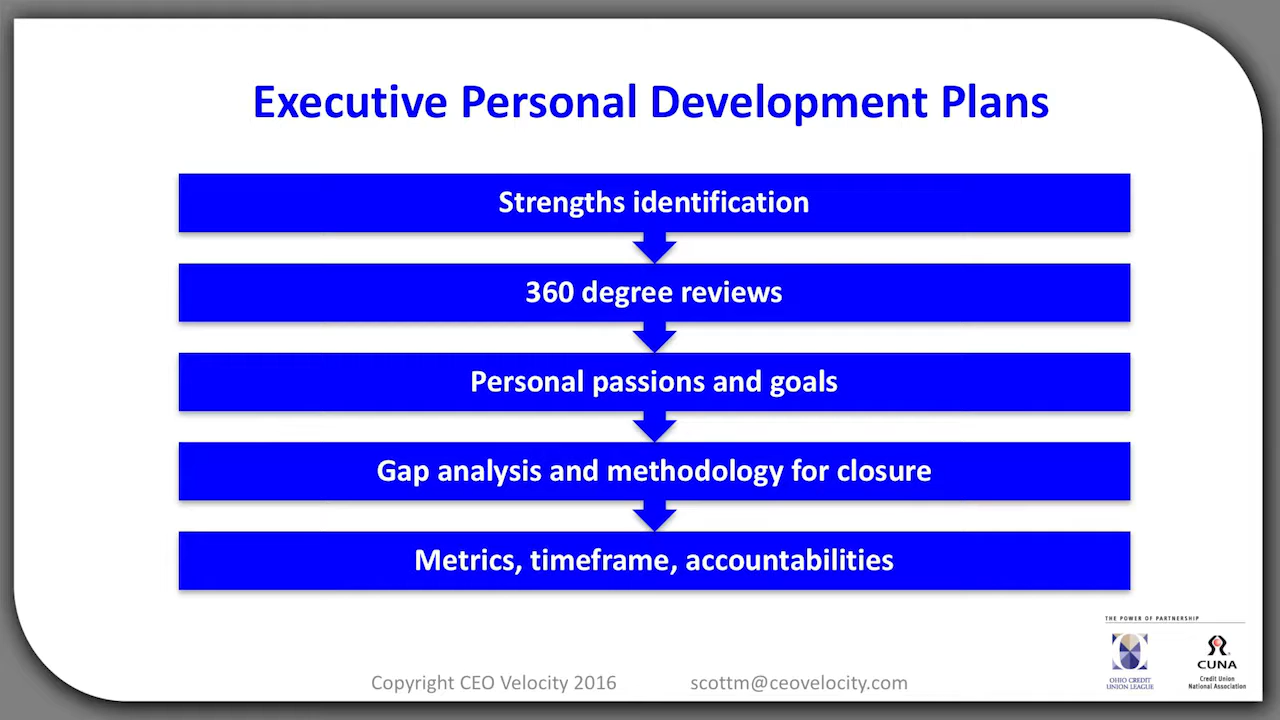 Executive Personal Development Plans
Strengths identification
360 degree reviews
Personal passions and goals
Gap analysis and methodology for closure
Metrics, timeframe, accountabilities
THE POWER OF PARTNERSHIP
OHIO CREDIT
UNION LEAGUE
CUNA
Credit Union
National Association
Copyright CEO Velocity 2016
scottm@ceovelocity.com